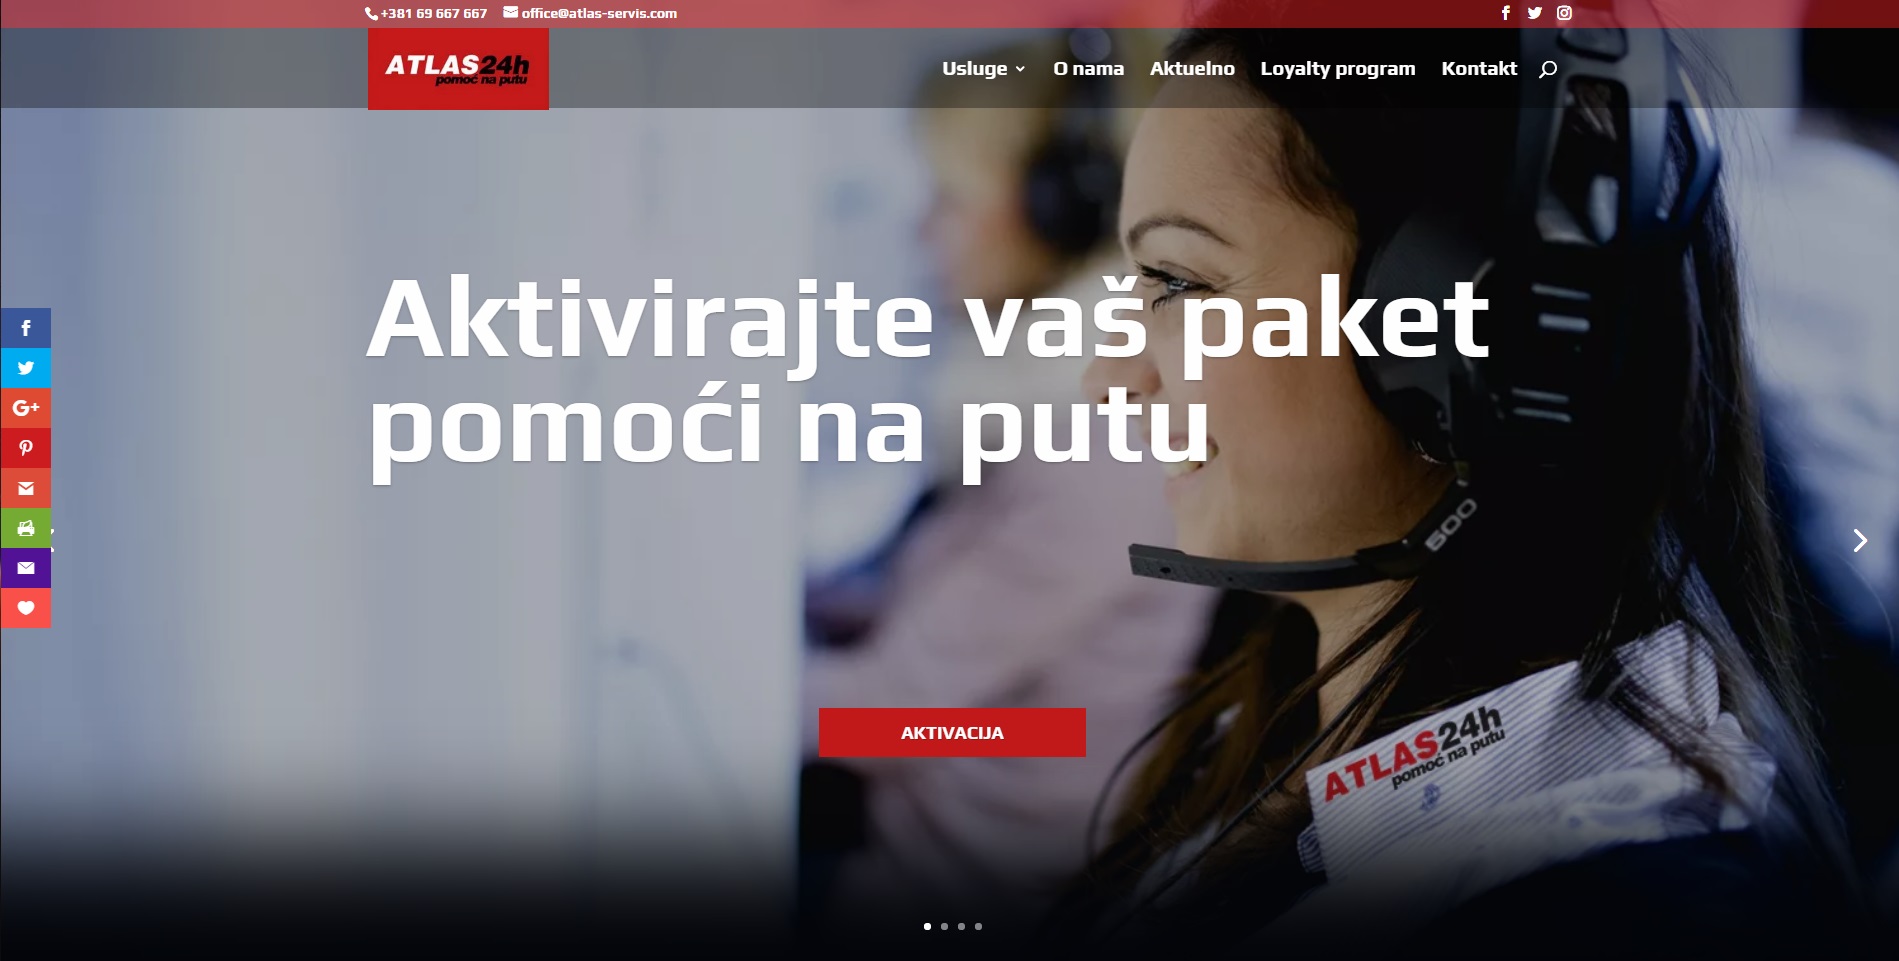 +381 69 667 667 office@atlas-servis.com
ATLAS24h
pomoć na putu
Usluge O nama Aktuelno Loyalty program Kontakt
Aktivirajte vaš paket
pomoći na putu
600
AKTIVACIJA
ATLAS24h
pomoć na putu